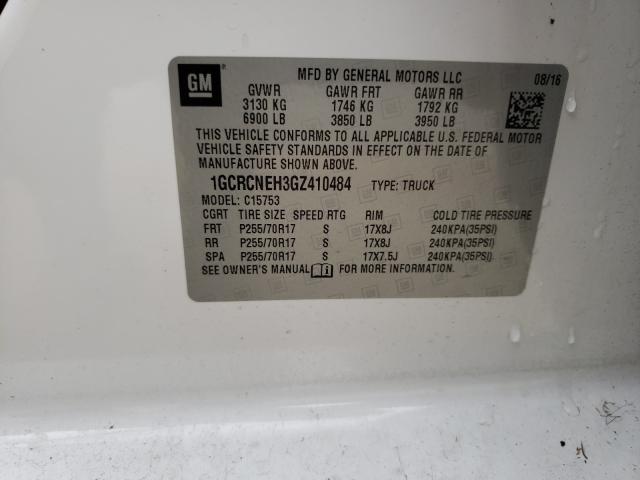 GM
MFD BY GENERAL MOTORS LLC 08/16
GVWR GAWR FRT GAWR RR
3130 KG 1746 KG 1792 KG
6900 LB 3850 LB 3950 LB
THIS VEHICLE CONFORMS TO ALL APPLICABLE U.S. FEDERAL MOTOR
VEHICLE SAFETY STANDARDS IN EFFECT ON THE DATE OF
MANUFACTURE SHOWN ABOVE.
1GCRCNEH3GZ410484 TYPE: TRUCK
MODEL: C15753
CGRT TIRE SIZE SPEED RTG RIM COLD TIRE PRESSURE
FRT P255/70R17 S 17X8J 240KPA(35PSI)
RR P255/70R17 S 17X8J 240KPA(35PSI)
SPA P255/70R17 S 17X7.5J 240KPA(35PSI)
SEE OWNER'S MANUAL FOR MORE INFORMATION.